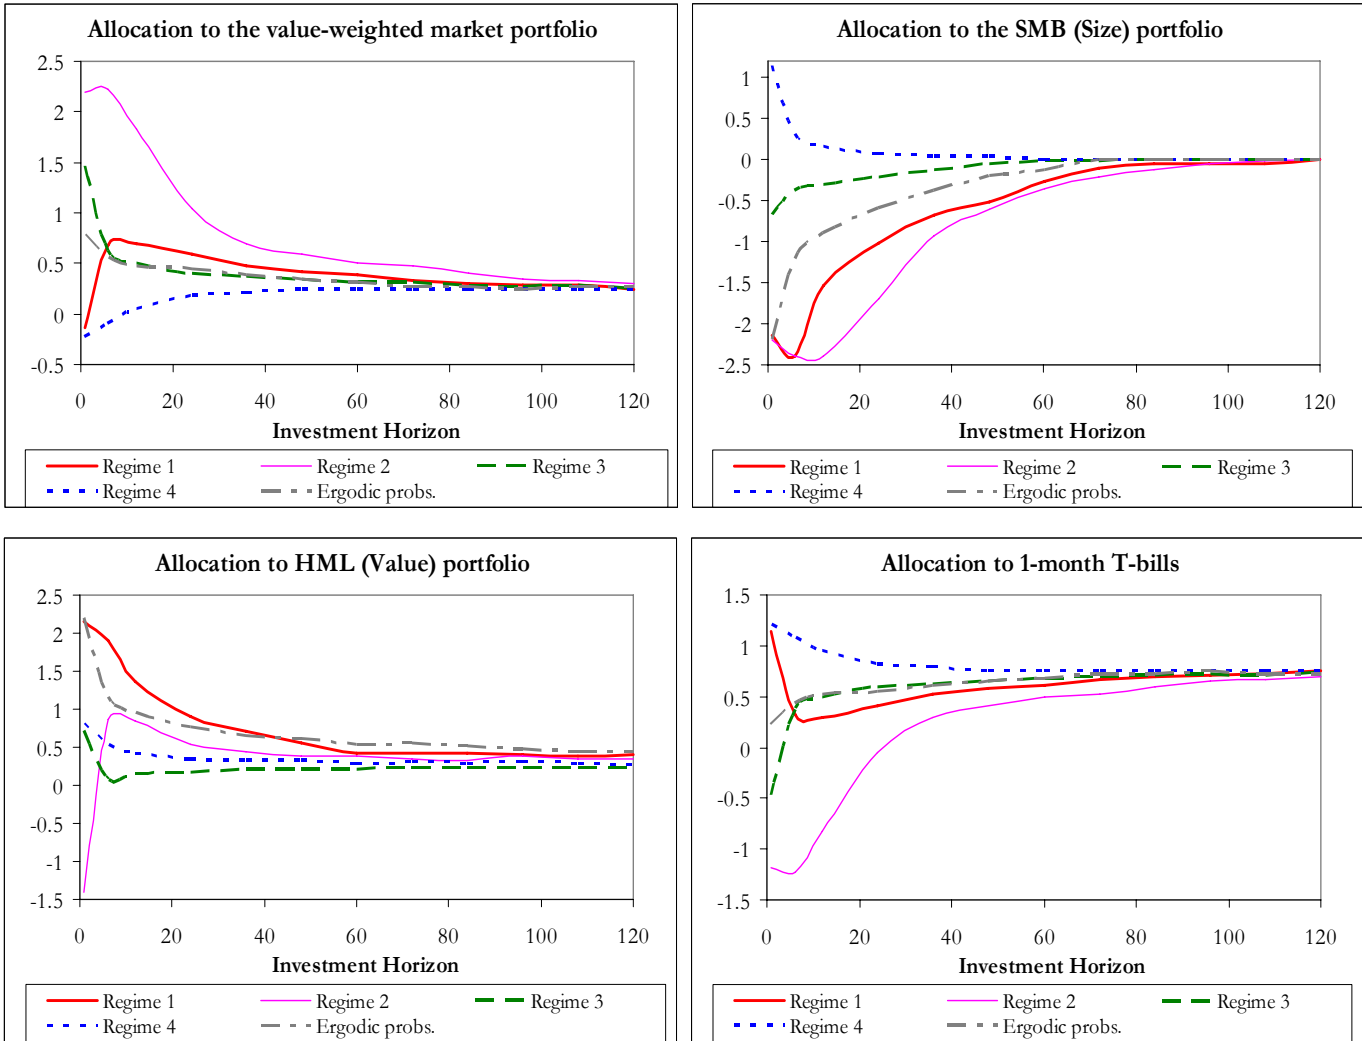 Allocation to the value-weighted market portfolio
2.5
2
1.5
1
0.5
0
-0.5
0 20 40 60 80 100 120
Investment Horizon
Regime 1 Regime 2 Regime 3
Regime 4 Ergodic probs.
Allocation to the SMB (Size) portfolio
1
0.5
0
-0.5
-1
-1.5
-2
-2.5
0 20 40 60 80 100 120
Investment Horizon
Regime 1 Regime 2 Regime 3
Regime 4 Ergodic probs.
Allocation to HML (Value) portfolio
2.5
2
1.5
1
0.5
0
-0.5
-1
-1.5
0 20 40 60 80 100 120
Investment Horizon
Regime 1 Regime 2 Regime 3
Regime 4 Ergodic probs.
Allocation to 1-month T-bills
1.5
1
0.5
0
-0.5
-1
-1.5
0 20 40 60 80 100 120
Investment Horizon
Regime 1 Regime 2 Regime 3
Regime 4 Ergodic probs.